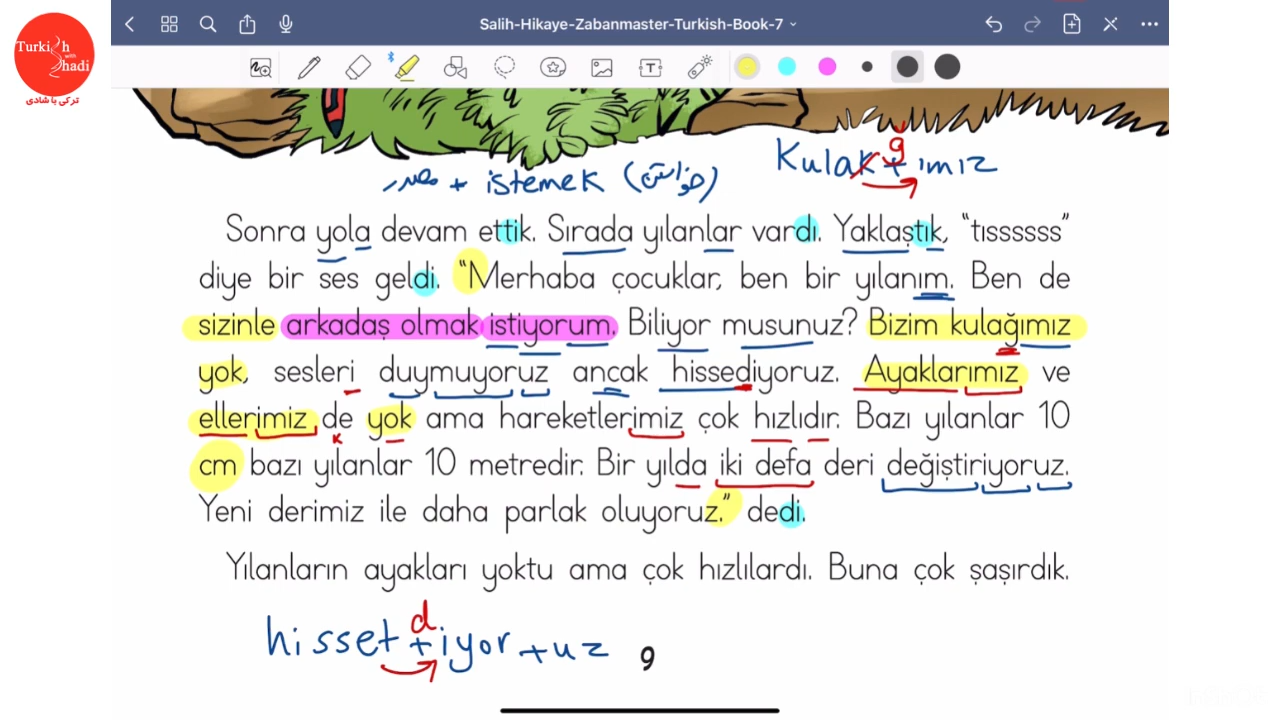 Turkish
with
Shadi
ترکی با شادی
Salih-Hikaye-Zabanmaster-Turkish-Book-7
T
Kulak + ımız
ğ
مصدر + istemek (خواستن)
Sonra yola devam ettik. Sırada yılanlar vardı. Yaklaştık, “tıssssss”
diye bir ses geldi. “Merhaba çocuklar, ben bir yılanım. Ben de
sizinle arkadaş olmak istiyorum. Biliyor musunuz? Bizim kulağımız
yok, sesleri duymuyoruz ancak hissediyoruz. Ayaklarımız ve
ellerimiz de yok ama hareketlerimiz çok hızlıdır. Bazı yılanlar 10
cm bazı yılanlar 10 metredir. Bir yılda iki defa deri değiştiriyoruz.
Yeni derimiz ile daha parlak oluyoruz.” dedi.
Yılanların ayakları yoktu ama çok hızlılardı. Buna çok şaşırdık.
d
hisset + iyor + uz
9